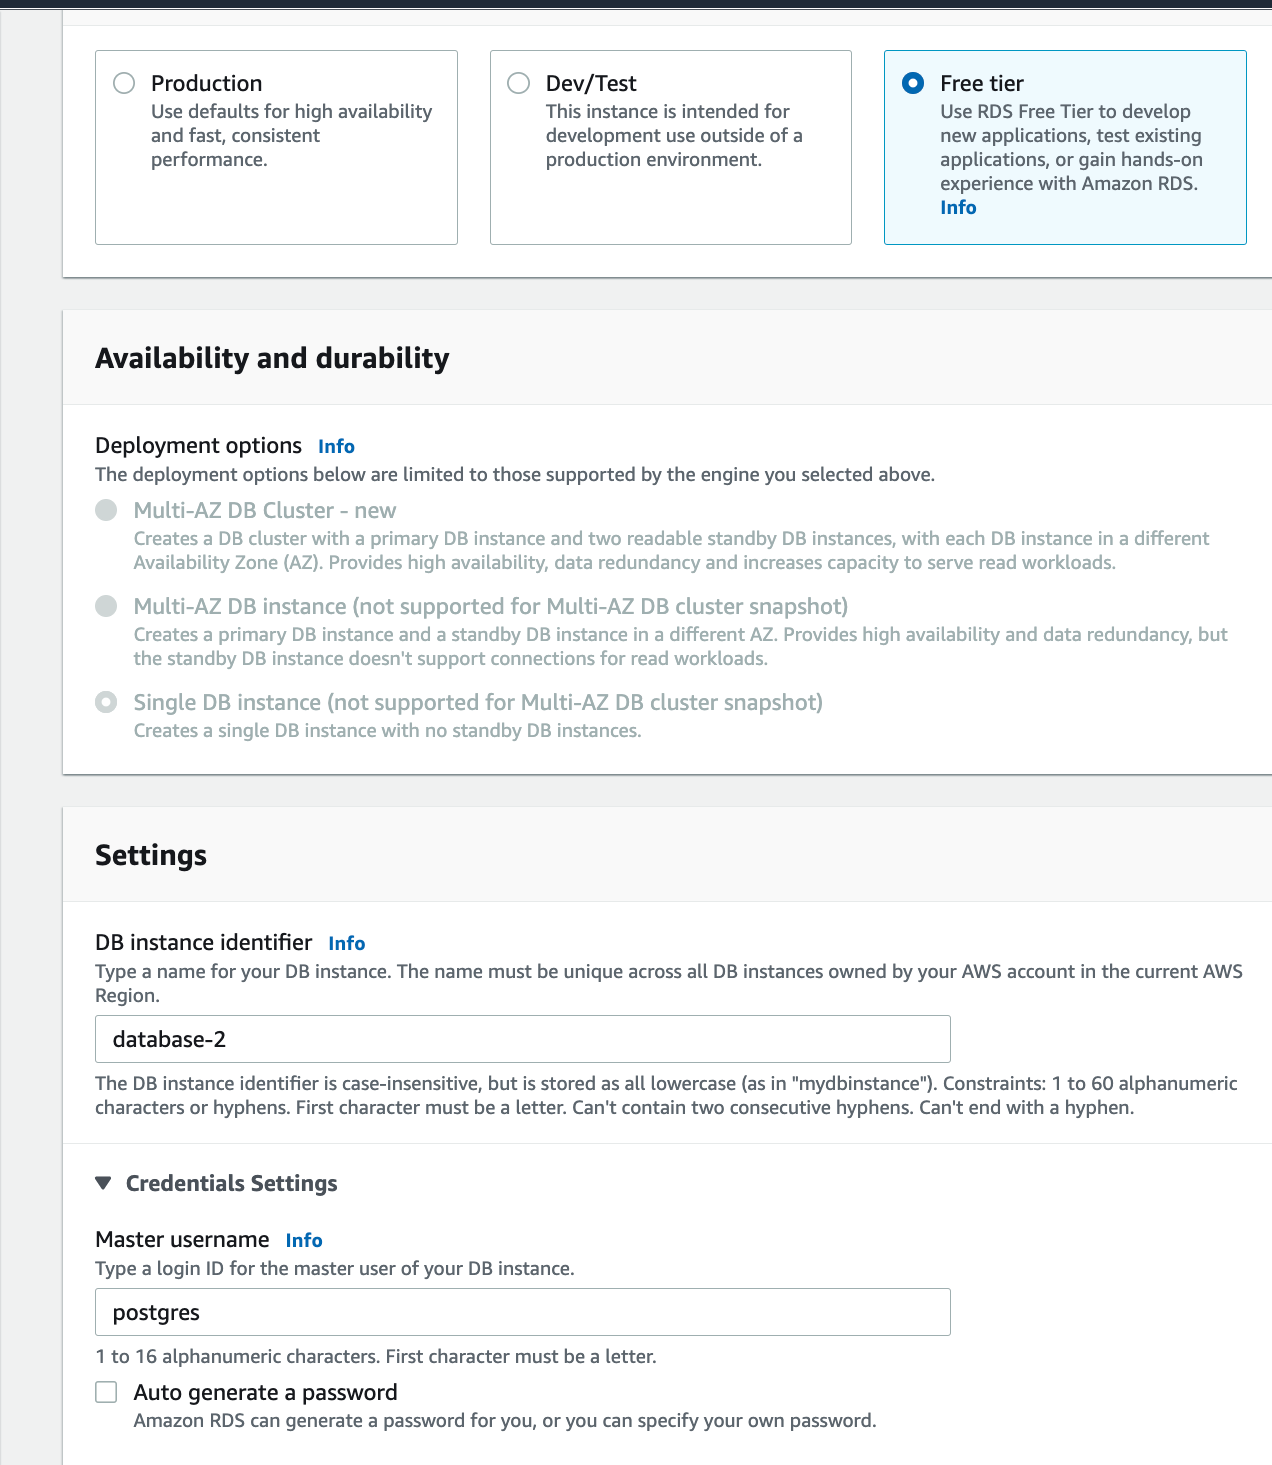 Production
Use defaults for high availability
and fast, consistent
performance.
Dev/Test
This instance is intended for
development use outside of a
production environment.
Free tier
Use RDS Free Tier to develop
new applications, test existing
applications, or gain hands-on
experience with Amazon RDS.
Info
Availability and durability
Deployment options Info
The deployment options below are limited to those supported by the engine you selected above.
Multi-AZ DB Cluster - new
Creates a DB cluster with a primary DB instance and two readable standby DB instances, with each DB instance in a different
Availability Zone (AZ). Provides high availability, data redundancy and increases capacity to serve read workloads.
Multi-AZ DB instance (not supported for Multi-AZ DB cluster snapshot)
Creates a primary DB instance and a standby DB instance in a different AZ. Provides high availability and data redundancy, but
the standby DB instance doesn't support connections for read workloads.
Single DB instance (not supported for Multi-AZ DB cluster snapshot)
Creates a single DB instance with no standby DB instances.
Settings
DB instance identifier Info
Type a name for your DB instance. The name must be unique across all DB instances owned by your AWS account in the current AWS
Region.
database-2
The DB instance identifier is case-insensitive, but is stored as all lowercase (as in "mydbinstance"). Constraints: 1 to 60 alphanumeric
characters or hyphens. First character must be a letter. Can't contain two consecutive hyphens. Can't end with a hyphen.
Credentials Settings
Master username Info
Type a login ID for the master user of your DB instance.
postgres
1 to 16 alphanumeric characters. First character must be a letter.
Auto generate a password
Amazon RDS can generate a password for you, or you can specify your own password.